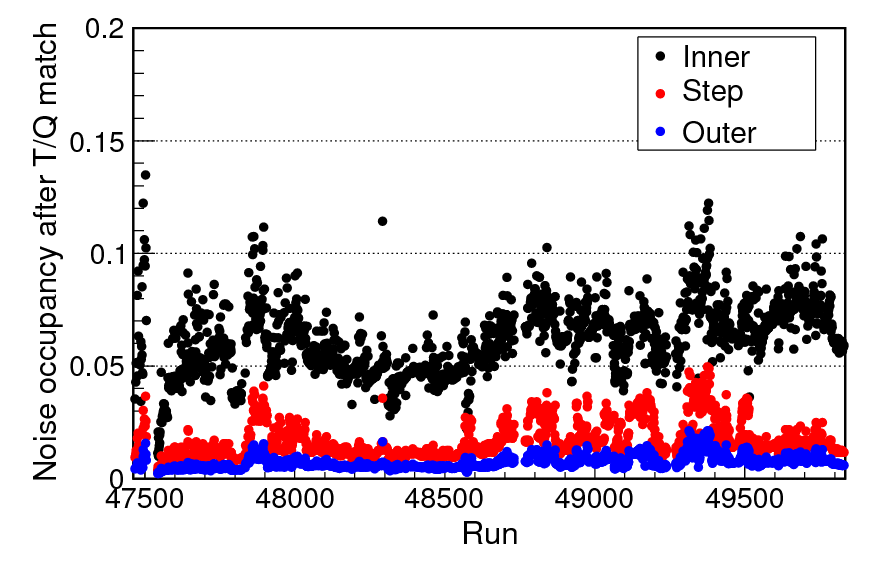 Noise occupancy after T/Q match
0.2
0.15
0.1
0.05
0
Inner
Step
Outer
47500 48000 48500 49000 49500
Run